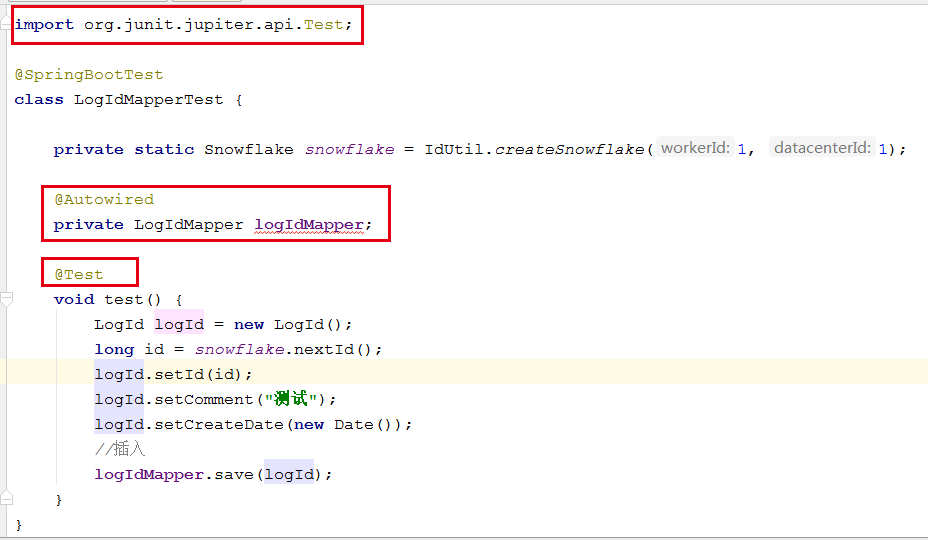 import org.junit.jupiter.api.Test;
@SpringBootTest
class LogIdMapperTest {
private static Snowflake snowflake = IdUtil.createSnowflake( workerId: 1, datacenterId: 1);
@Autowired
private LogIdMapper logIdMapper;
@Test
void test() {
LogId logId = new LogId();
long id = snowflake.nextId();
logId.setId(id);
logId.setComment("测试");
logId.setCreateDate(new Date());
//插入
logIdMapper.save(logId);
}
}